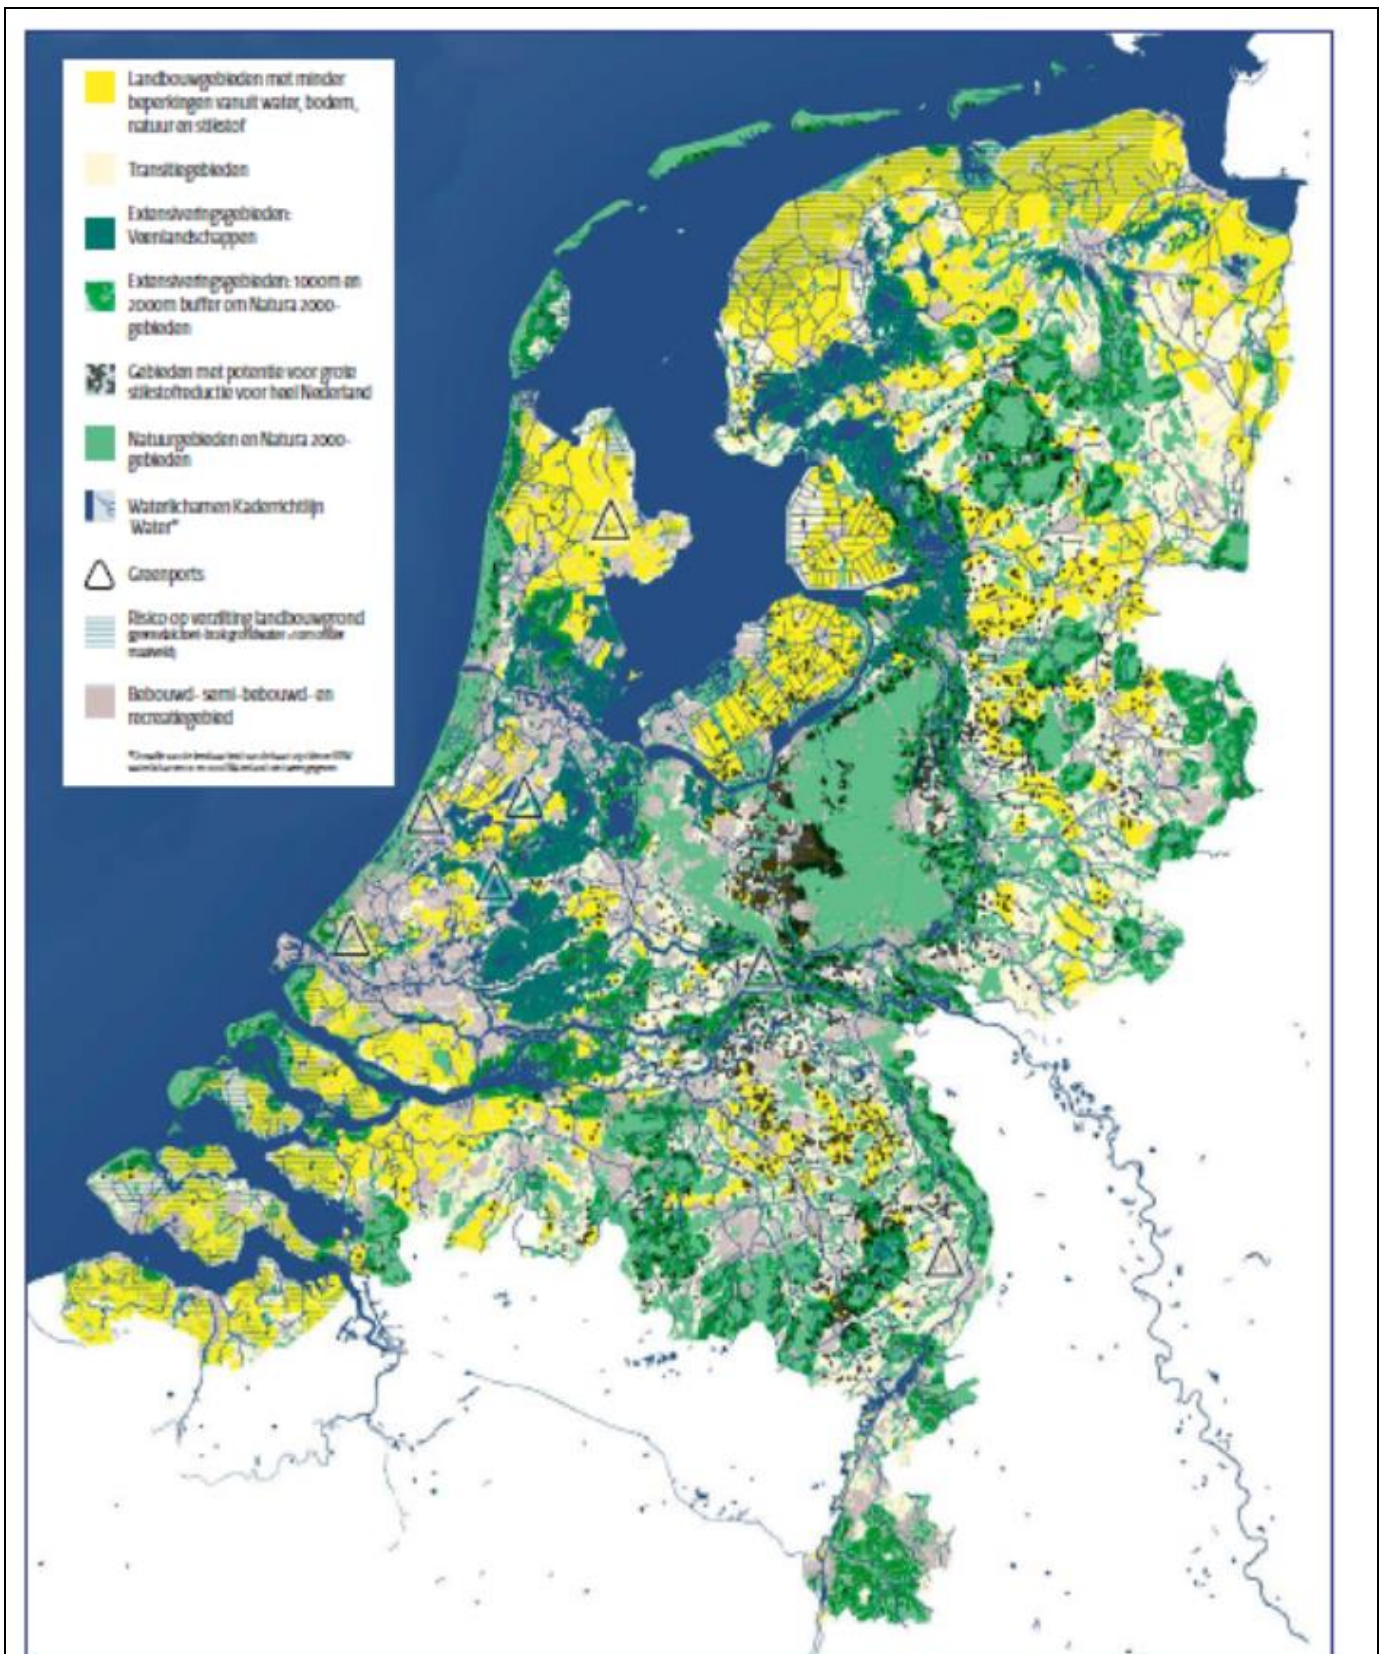 Landbouwgebieden met minder
beperkingen vanuit water, bodem,
natuur en stikstof
Transitiegebieden
Extensiveringsgebieden:
Veenlandschappen
Extensiveringsgebieden: 1000m en
2000m buffer om Natura 2000-
gebieden
Gebieden met potentie voor grote
stikstofreductie voor heel Nederland
Natuurgebieden en Natura 2000-
gebieden
Waterlichamen Kaderrichtlijn
Water*
Greenports
Risico op verzilting landbouwgrond
Bebouwd- semi-bebouwd- en
recreatiegebied